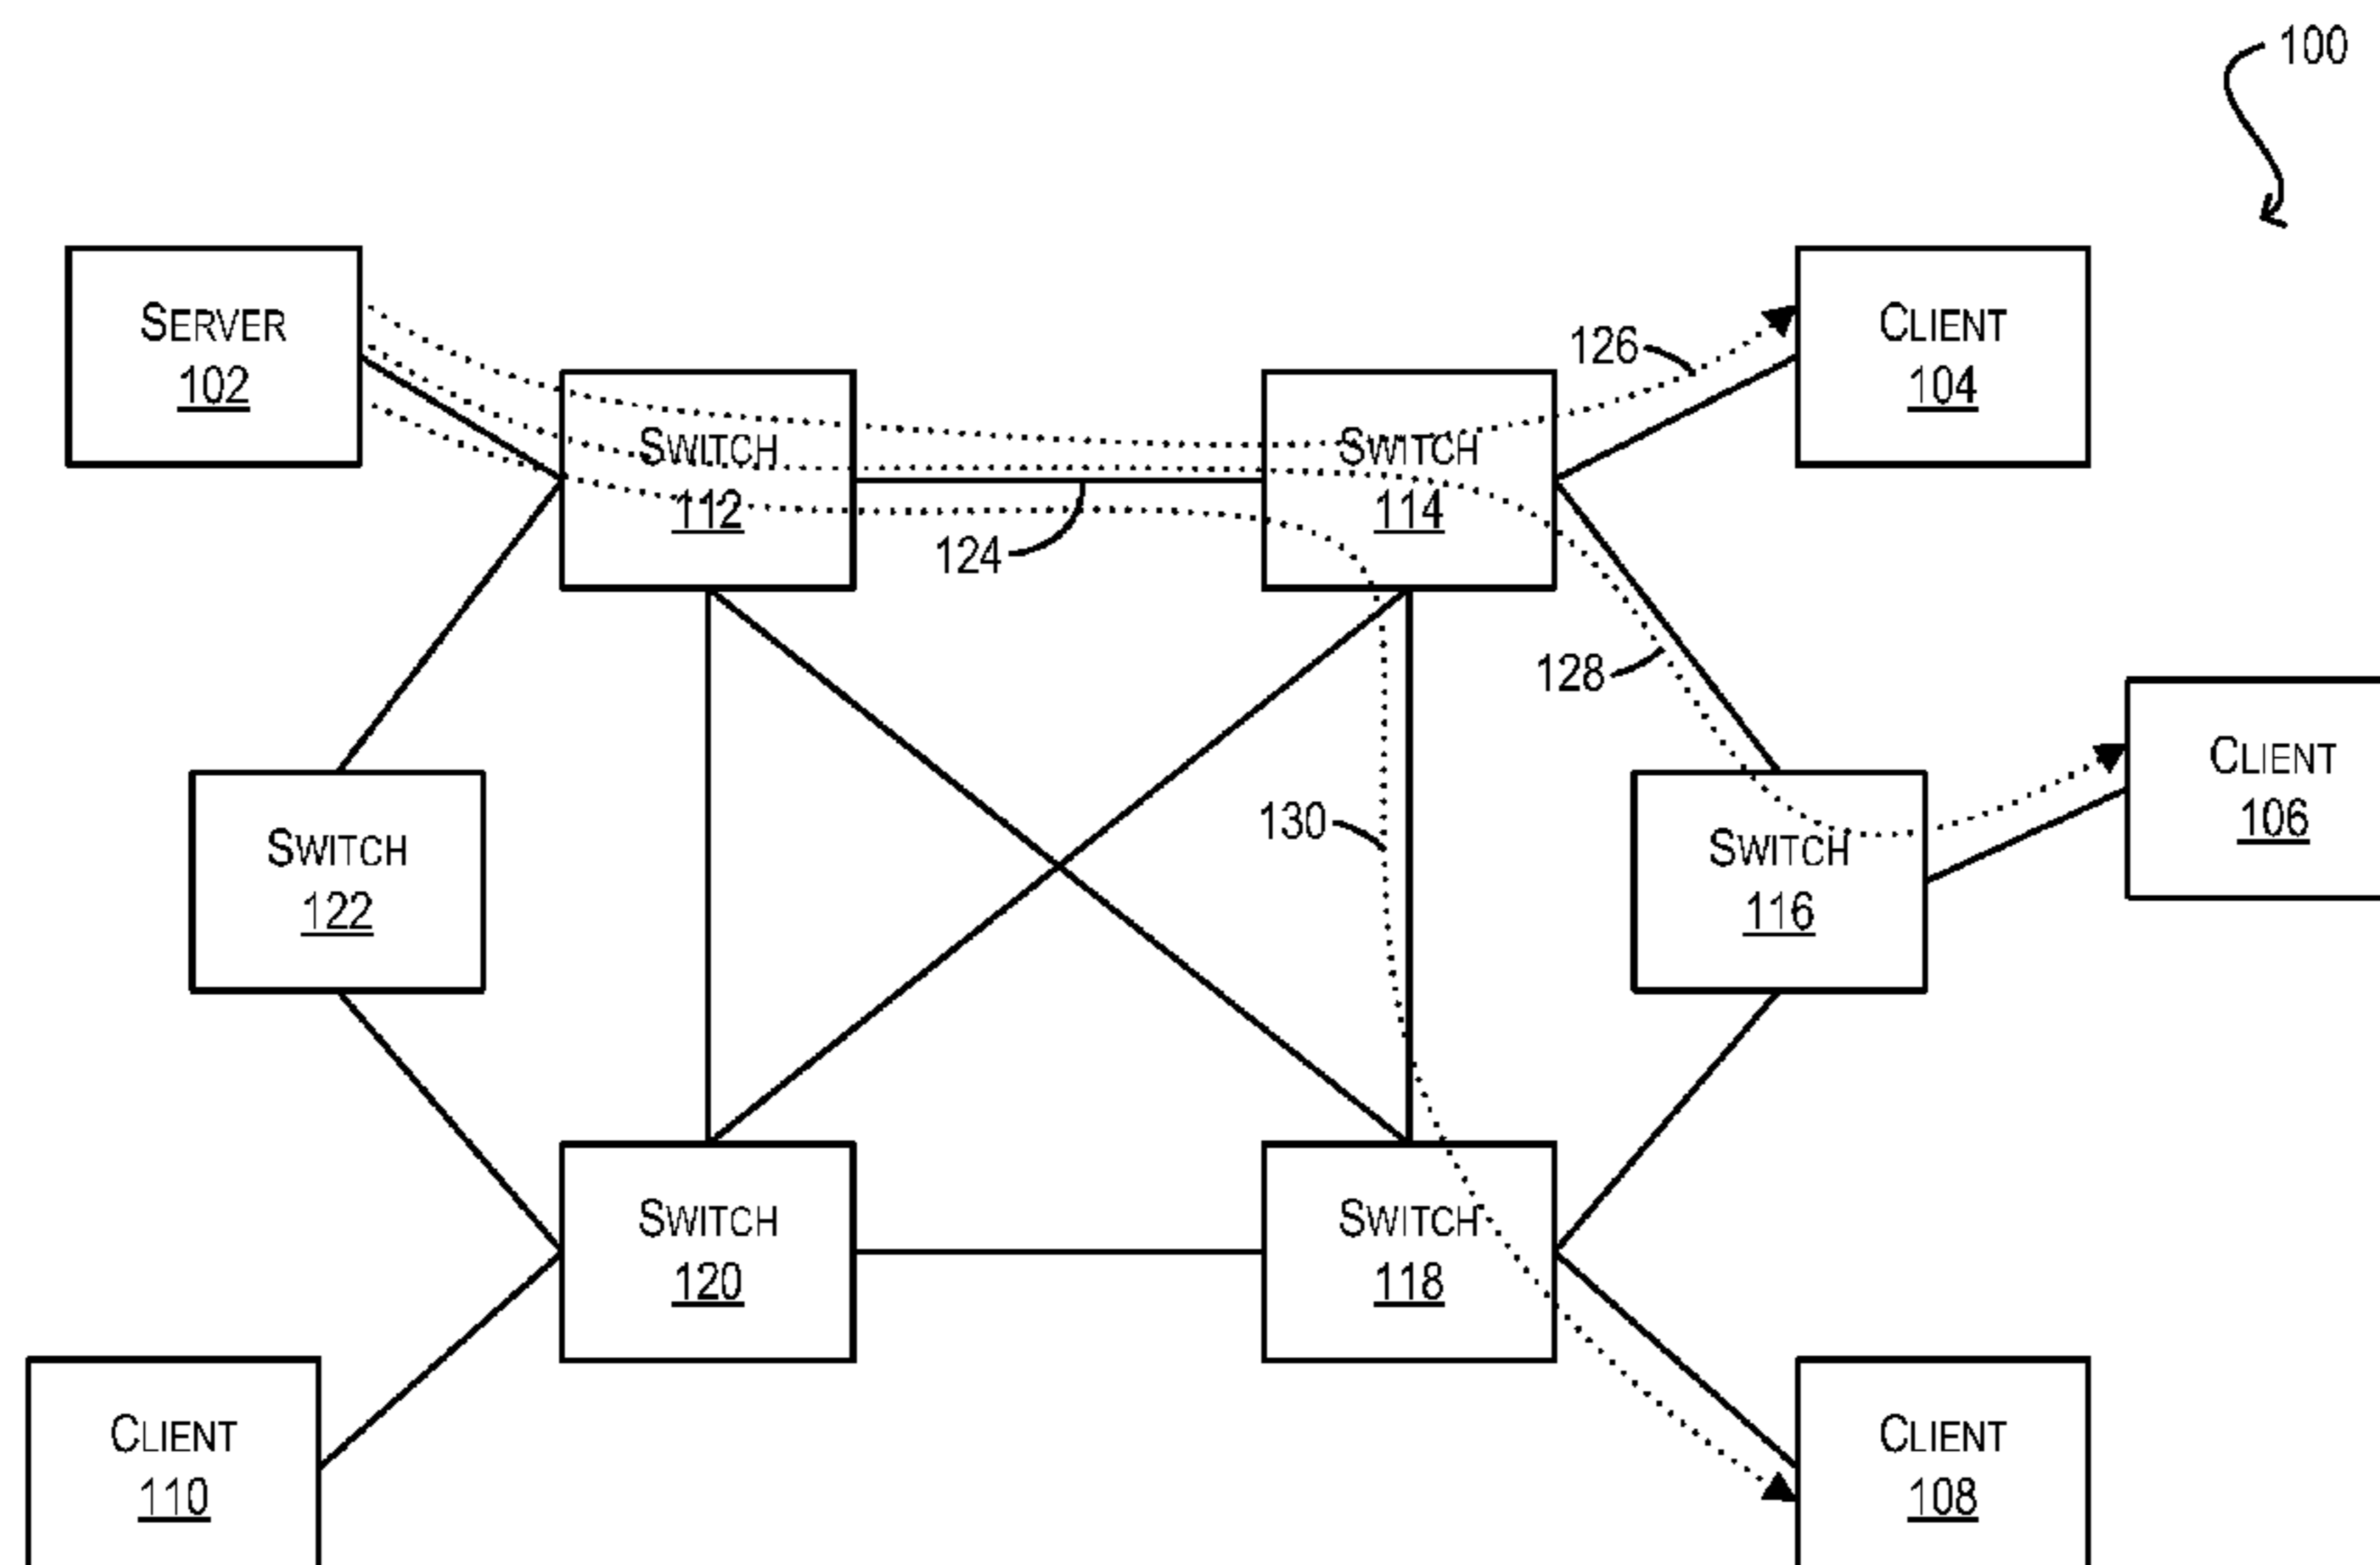 100
SERVER
102
CLIENT
104
126
SWITCH
112
SWITCH
114
124
128
CLIENT
106
130
SWITCH
122
SWITCH
116
SWITCH
120
SWITCH
118
CLIENT
110
CLIENT
108